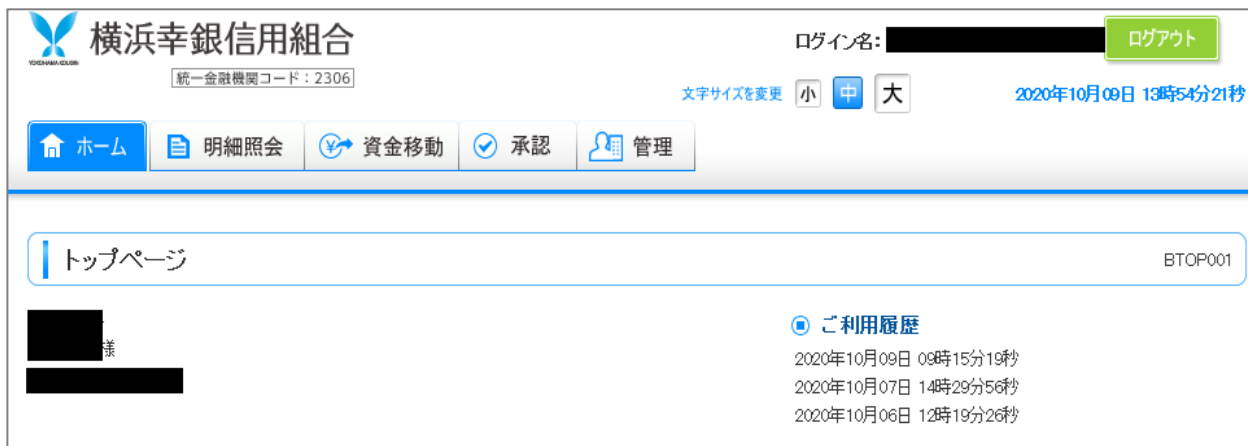 横浜幸銀信用組合
YOKOHAMA KOUGIN
統一金融機関コード：2306
ログイン名：
ログアウト
文字サイズを変更 小 中 大
2020年10月09日 13時54分21秒
ホーム 明細照会 資金移動 承認 管理
トップページ
BTOP001
様
ご利用履歴
2020年10月09日 09時15分19秒
2020年10月07日 14時29分56秒
2020年10月06日 12時19分26秒